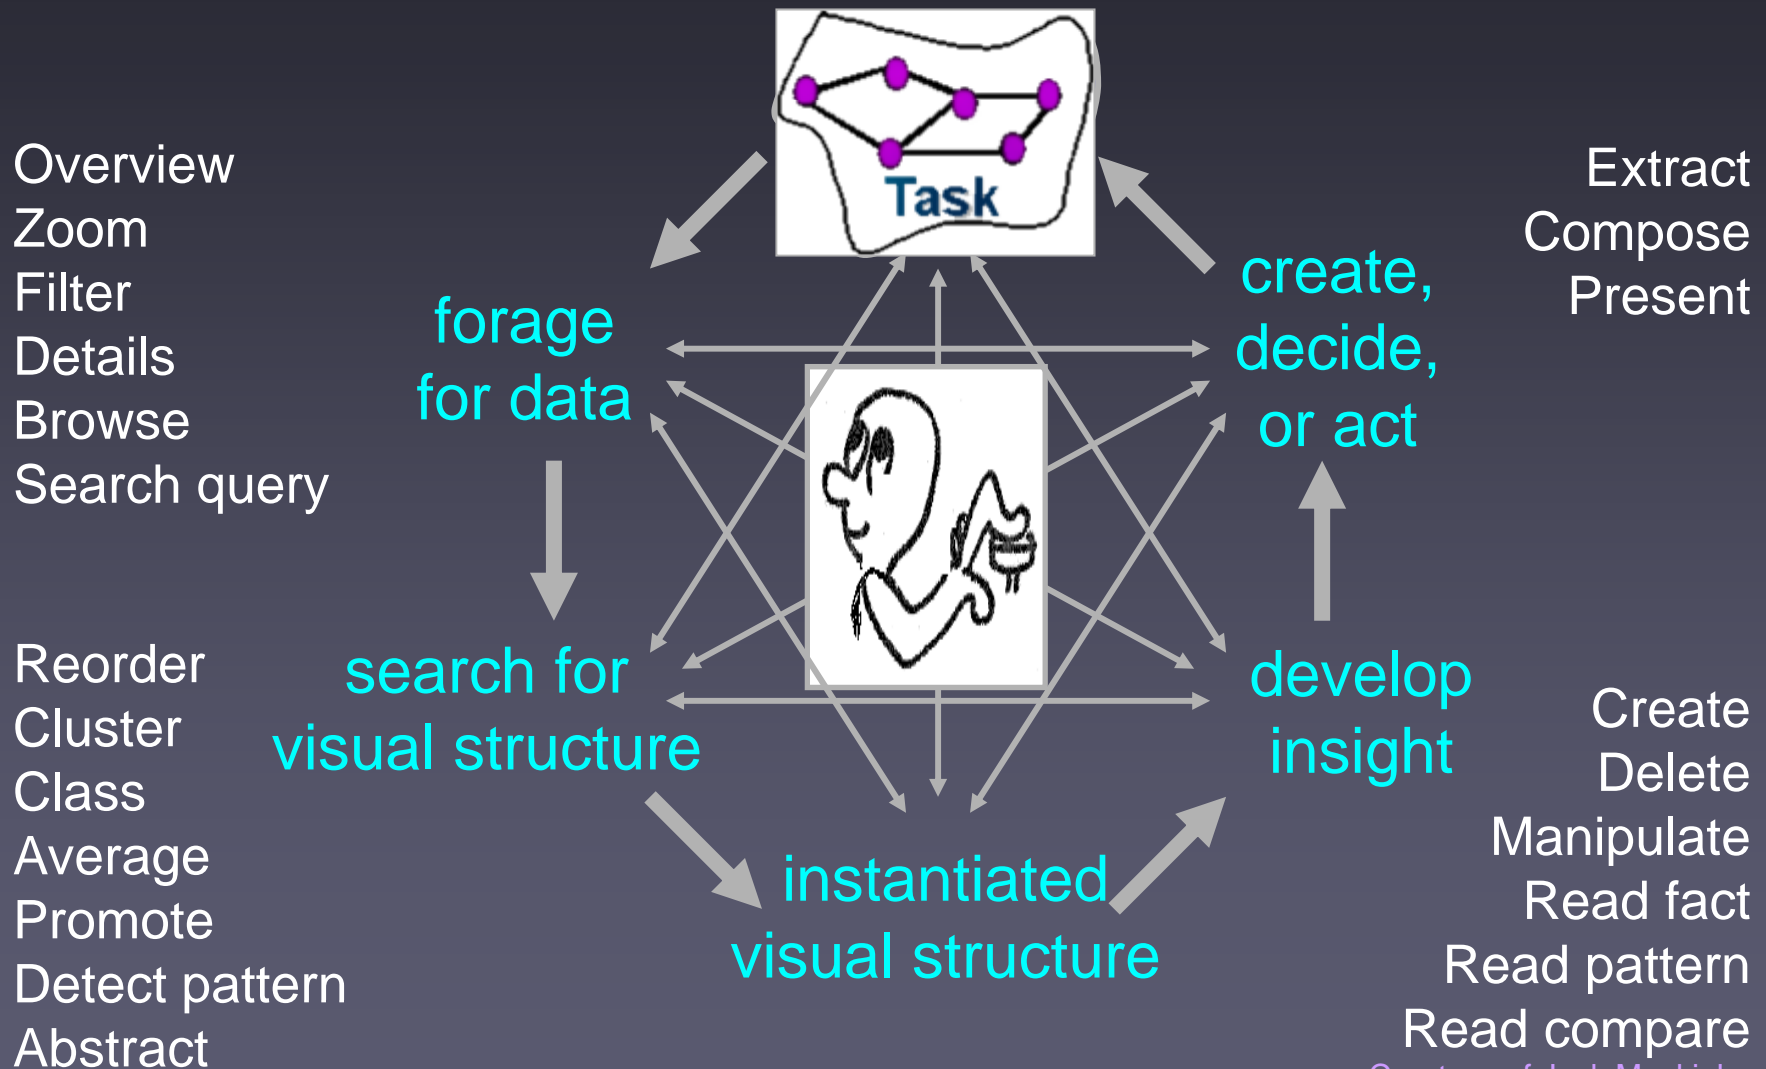 Task
Overview
Zoom
Filter
Details
Browse
Search query
forage
for data
create,
decide,
or act
Extract
Compose
Present
Reorder
Cluster
Class
Average
Promote
Detect pattern
Abstract
search for
visual structure
instantiated
visual structure
develop
insight
Create
Delete
Manipulate
Read fact
Read pattern
Read compare